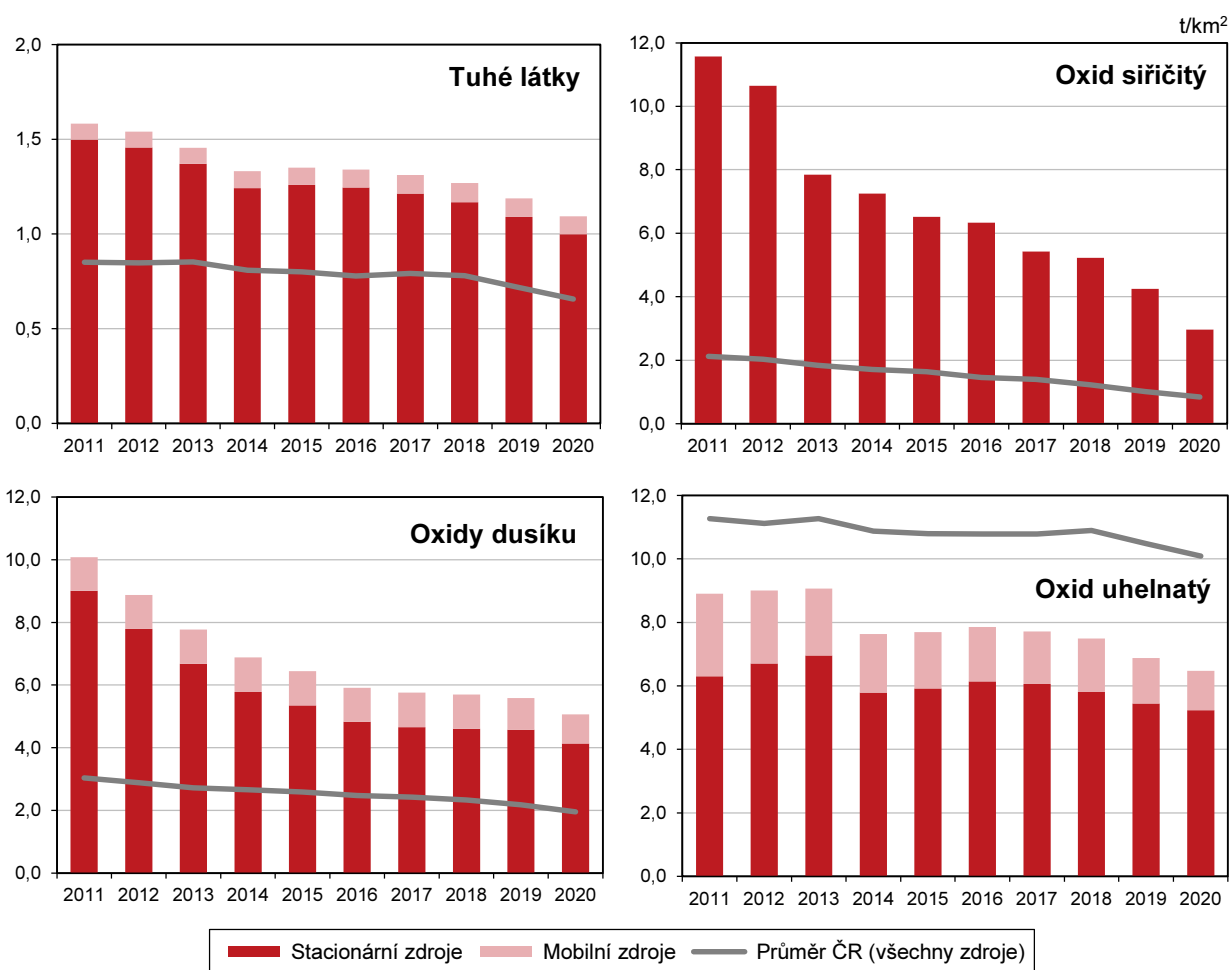 t/km²
Tuhé látky
2,0
1,5
1,0
0,5
0,0
2011 2012 2013 2014 2015 2016 2017 2018 2019 2020
Oxid siřičitý
12,0
10,0
8,0
6,0
4,0
2,0
0,0
2011 2012 2013 2014 2015 2016 2017 2018 2019 2020
Oxidy dusíku
12,0
10,0
8,0
6,0
4,0
2,0
0,0
2011 2012 2013 2014 2015 2016 2017 2018 2019 2020
Oxid uhelnatý
12,0
10,0
8,0
6,0
4,0
2,0
0,0
2011 2012 2013 2014 2015 2016 2017 2018 2019 2020
Stacionární zdroje Mobilní zdroje Průměr ČR (všechny zdroje)